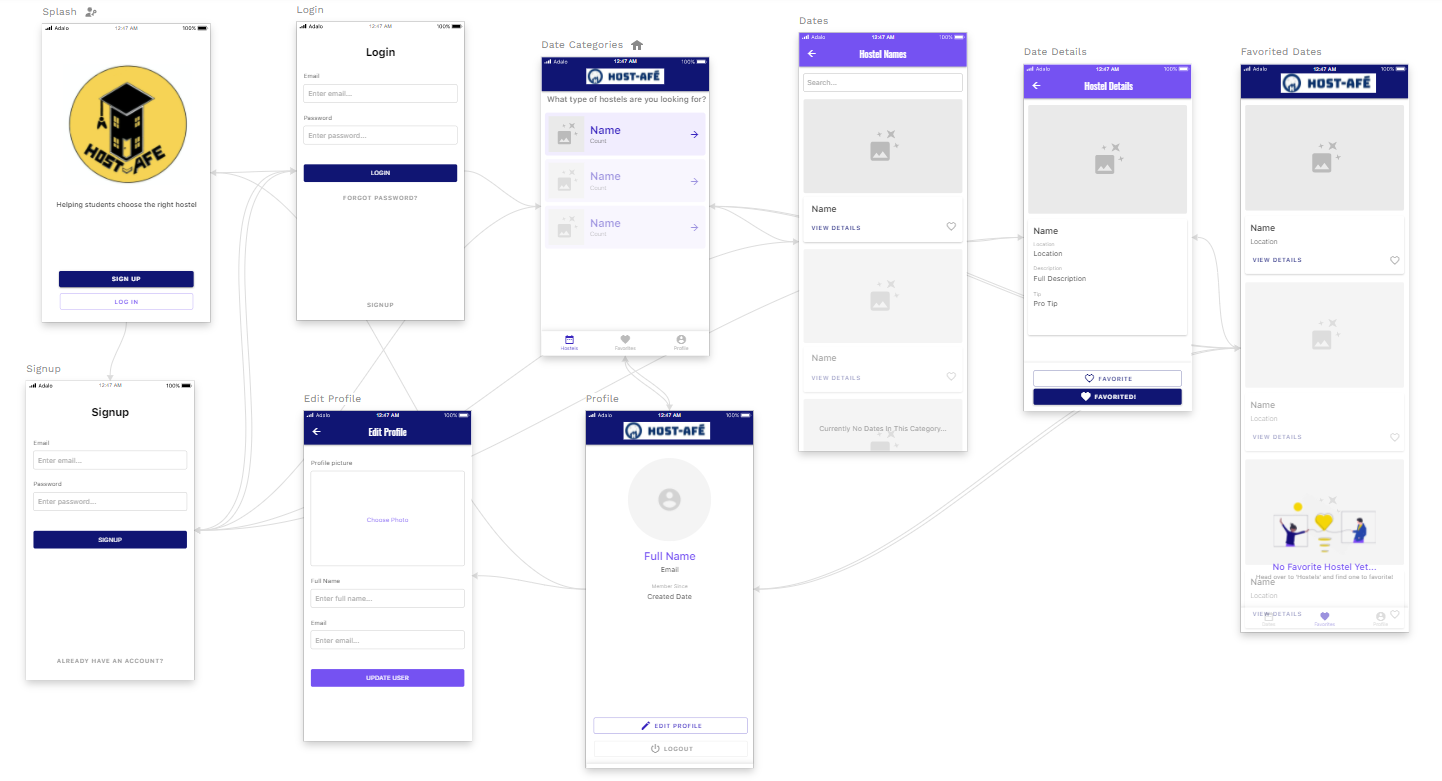 Splash
Adalo 12:47 AM 100%
HOST-AFE
Helping students choose the right hostel
SIGN UP
LOG IN
Login
Adalo 12:47 AM 100%
Login
Email
Enter email...
Password
Enter password...
LOGIN
FORGOT PASSWORD?
SIGNUP
Date Categories
Adalo 12:47 AM 100%
HOST-AFÉ
What type of hostels are you looking for?
Name
Count
Name
Count
Name
Count
Hostels Favorites Profile
Dates
Adalo 12:47 AM 100%
Hostel Names
Search...
Name
VIEW DETAILS
Name
VIEW DETAILS
Currently No Dates In This Category...
Date Details
Adalo 12:47 AM 100%
Hostel Details
Name
Location
Location
Description
Full Description
Tip
Pro Tip
FAVORITE
FAVORITED!
Favorited Dates
Adalo 12:47 AM 100%
HOST-AFÉ
Name
Location
VIEW DETAILS
Name
Location
VIEW DETAILS
No Favorite Hostel Yet...
Head over to 'Hostels' and find one to favorite!
Name
Location
VIEW DETAILS
Favorites Profile
Signup
Adalo 12:47 AM 100%
Signup
Email
Enter email...
Password
Enter password...
SIGNUP
ALREADY HAVE AN ACCOUNT?
Edit Profile
Adalo 12:47 AM 100%
Edit Profile
Profile picture
Choose Photo
Full Name
Enter full name...
Email
Enter email...
UPDATE USER
Profile
Adalo 12:47 AM 100%
HOST-AFÉ
Full Name
Email
Member Since
Created Date
EDIT PROFILE
LOGOUT